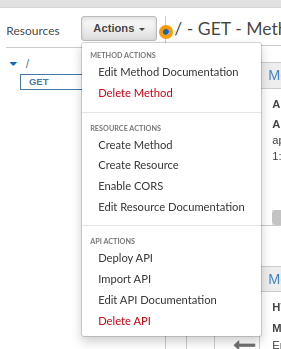 Resources
Actions
/ - GET - Meth
/
GET
METHOD ACTIONS
Edit Method Documentation
Delete Method
RESOURCE ACTIONS
Create Method
Create Resource
Enable CORS
Edit Resource Documentation
API ACTIONS
Deploy API
Import API
Edit API Documentation
Delete API
M
A
A
ap
1:
M
H
M